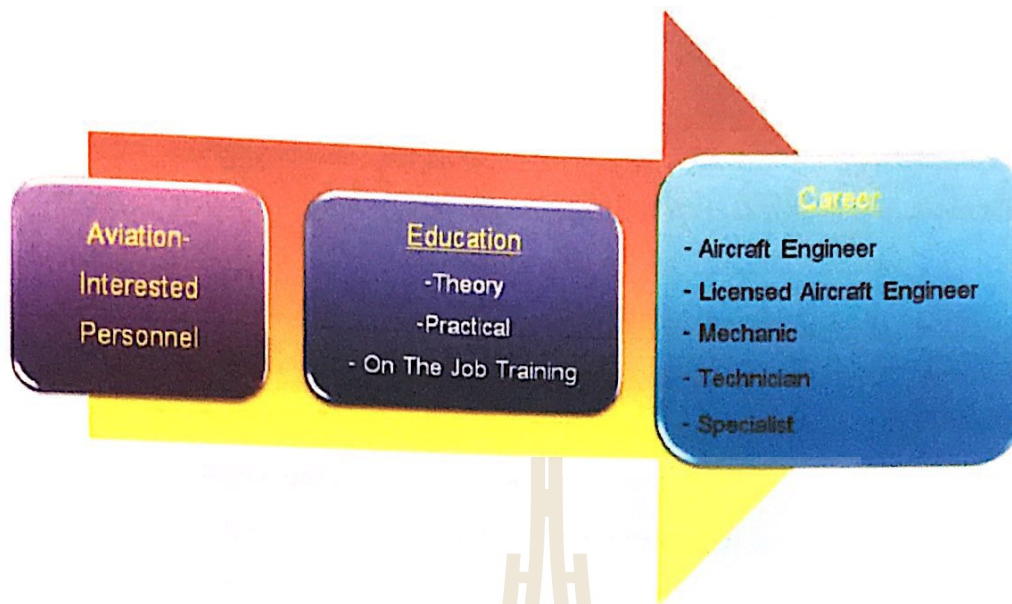 Aviation-
Interested
Personnel
Education
-Theory
-Practical
- On The Job Training
Career
- Aircraft Engineer
- Licensed Aircraft Engineer
- Mechanic
- Technician
- Specialist